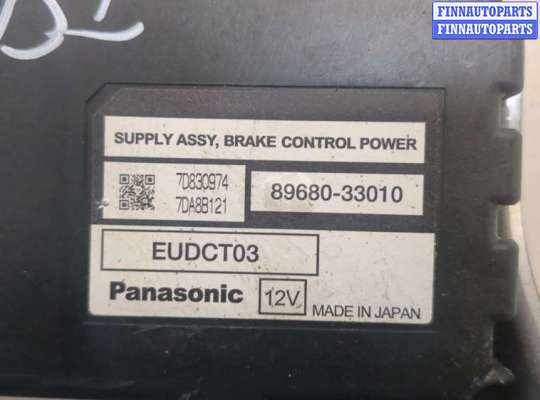 FINNAUTOPARTS
FINNAUTOPARTS
SUPPLY ASSY, BRAKE CONTROL POWER
7D830974
7DA8B121
89680-33010
EUDCT03
Panasonic 12V MADE IN JAPAN